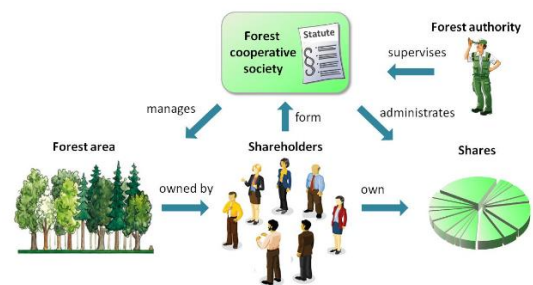 Forest
cooperative
society
Statute
§
Forest authority
supervises
manages
form
administrates
Forest area
Shareholders
Shares
owned by
own